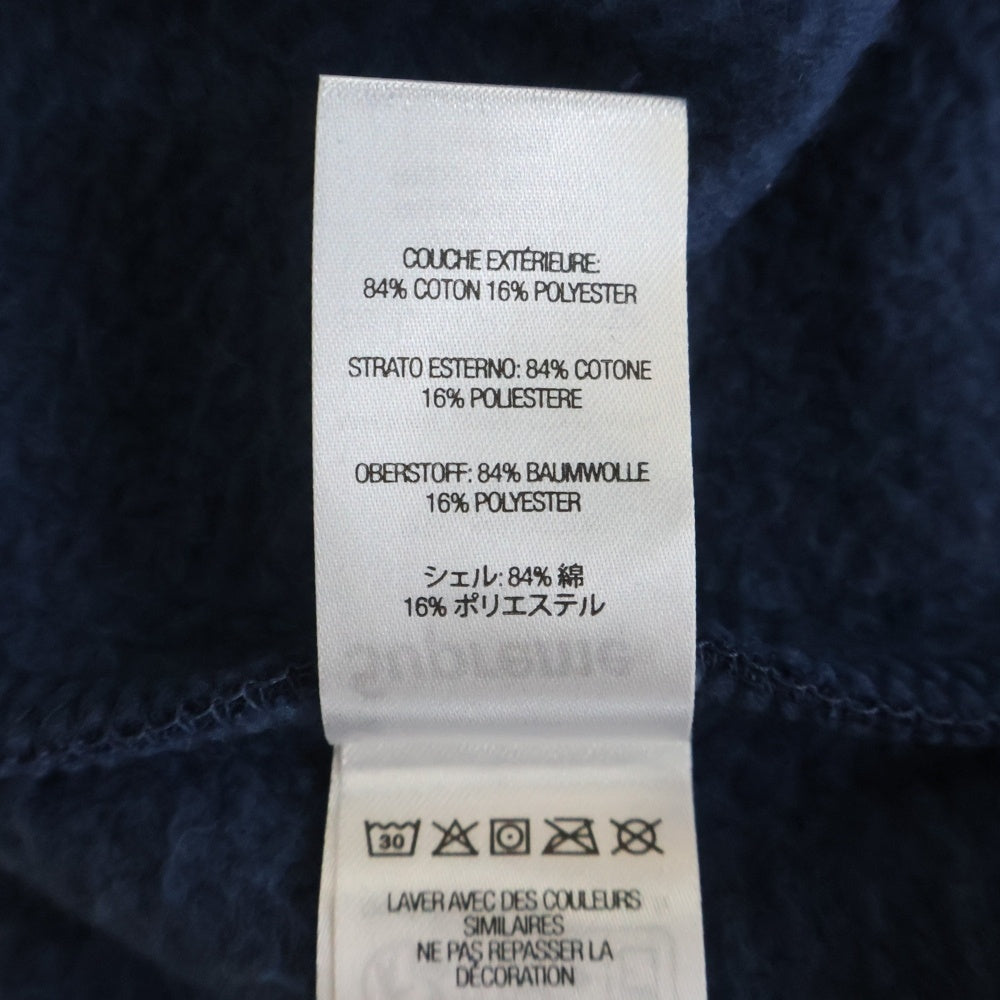 COUCHE EXTÉRIEURE:
84% COTON 16% POLYESTER
STRATO ESTERNO: 84% COTONE
16% POLIESTERE
OBERSTOFF: 84% BAUMWOLLE
16% POLYESTER
シェル: 84% 綿
16% ポリエステル
Supreme
30
LAVER AVEC DES COULEURS
SIMILAIRES
NE PAS REPASSER LA
DÉCORATION